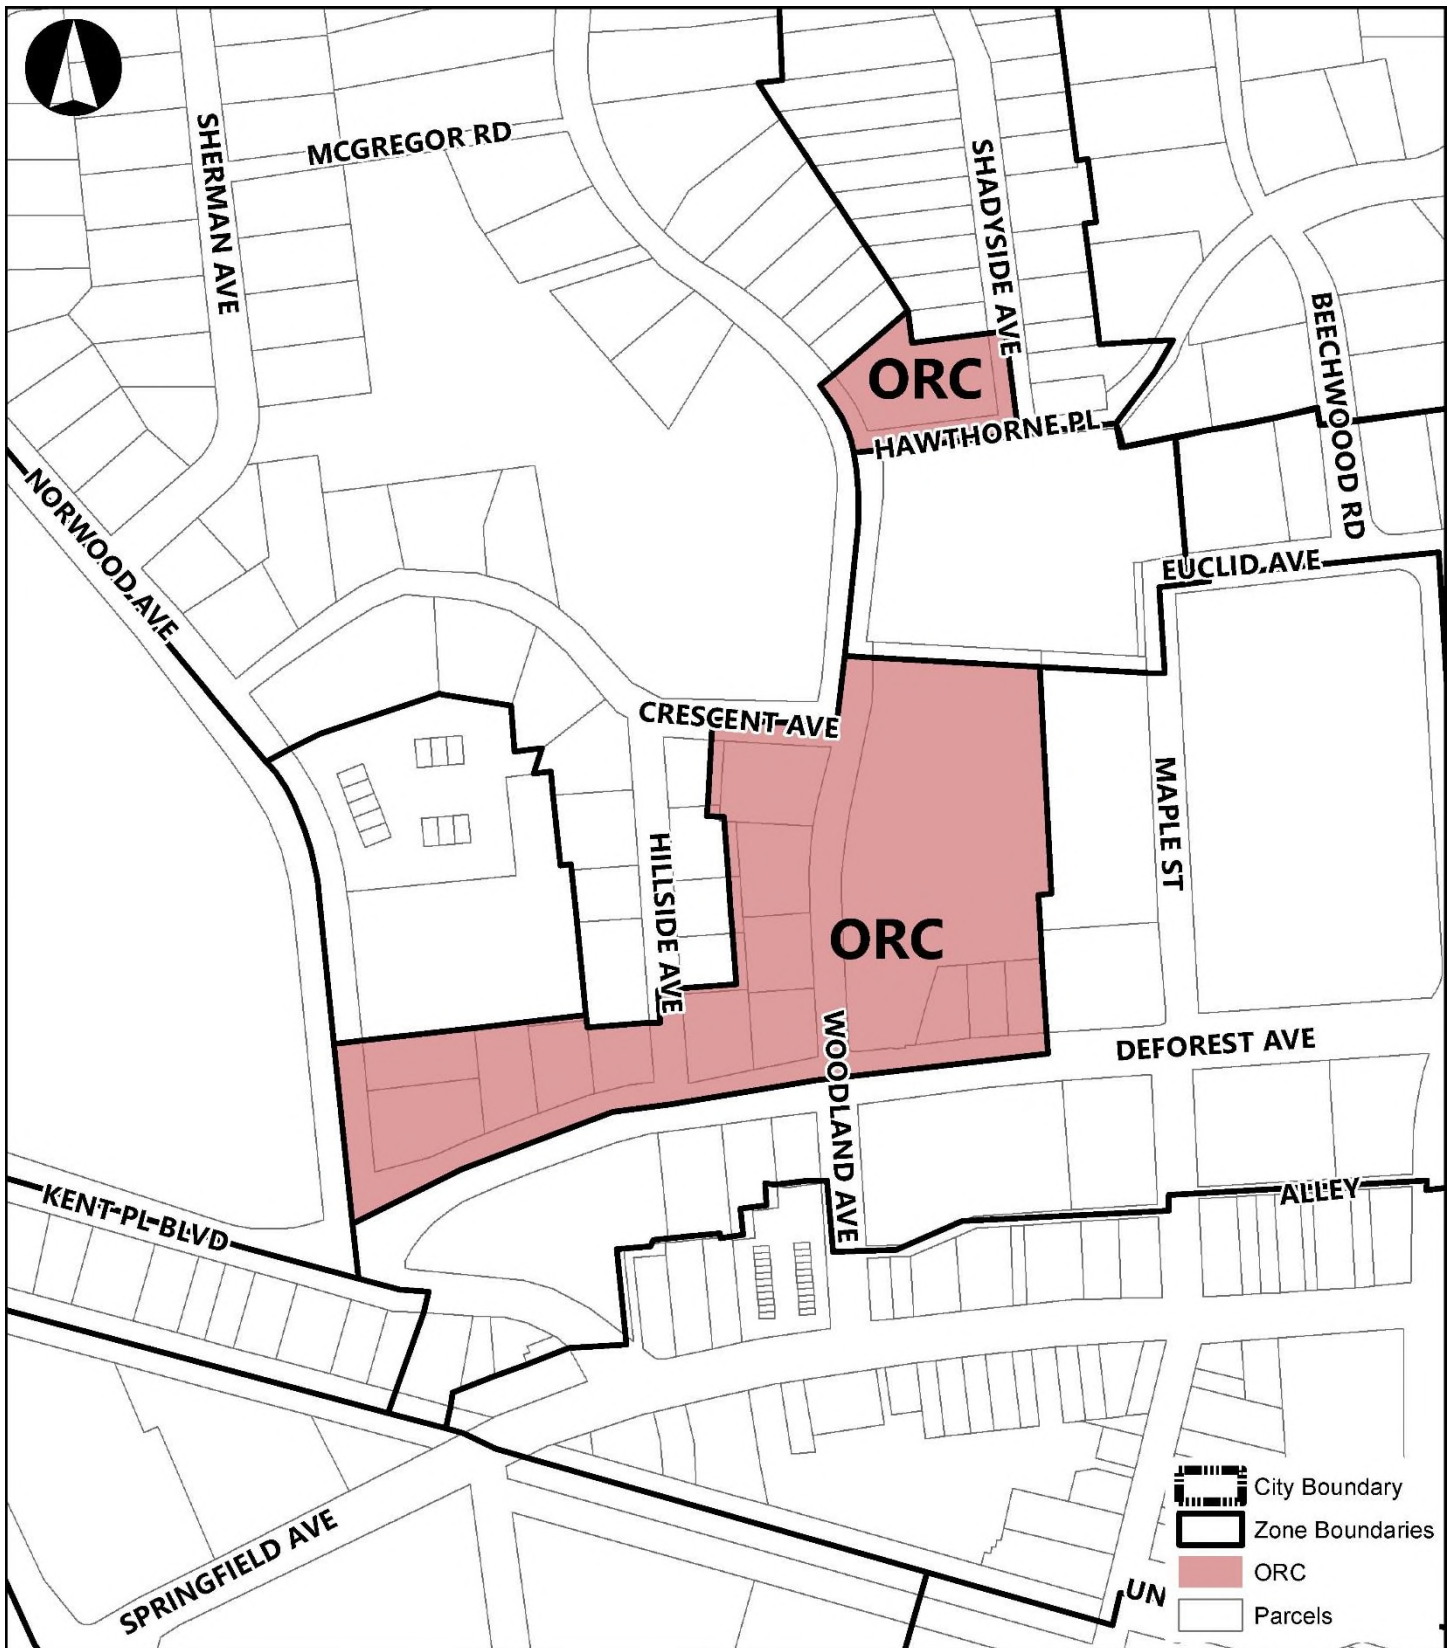 SHERMAN AVE
MCGREGOR RD
SHADYSIDE AVE
BEECHWOOD RD
ORC
HAWTHORNE PL
NORWOOD AVE
EUCLID AVE
CRESCENT AVE
MAPLE ST
HILLSIDE AVE
ORC
WOODLAND AVE
DEFOREST AVE
ALLEY
KENT PL BLVD
SPRINGFIELD AVE
UN
City Boundary
Zone Boundaries
ORC
Parcels